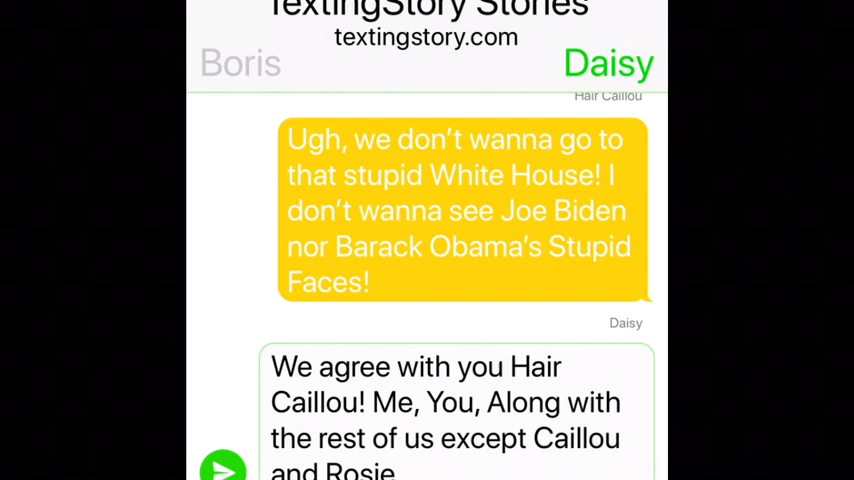 TextingStory Stories
textingstory.com
Boris
Daisy
Hair Caillou
Ugh, we don't wanna go to
that stupid White House! I
don't wanna see Joe Biden
nor Barack Obama's Stupid
Faces!
Daisy
We agree with you Hair
Caillou! Me, You, Along with
the rest of us except Caillou
and Rosie